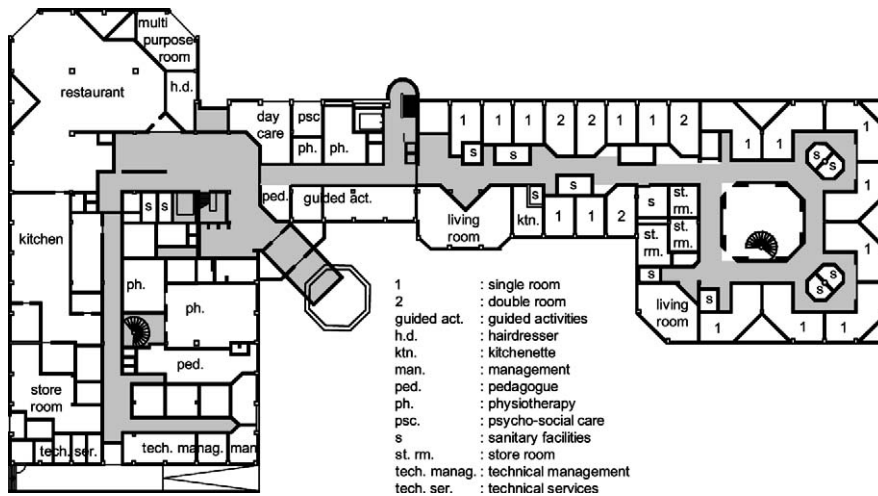 multi
purpose
room
restaurant
h.d.
day
care
psc
ph.
ph.
1
1
1
2
2
1
1
2
s
s
1
1
1
1
s
s
kitchen
s
s
ped.
guided act.
living
room
ktn.
s
s
1
1
2
s
st.
rm.
st.
rm.
st.
rm.
s
living
room
s
s
s
1
1
1
1
1
ph.
ph.
ped.
store
room
tech. ser.
tech. manag.
man
1 : single room
2 : double room
guided act. : guided activities
h.d. : hairdresser
ktn. : kitchenette
man. : management
ped. : pedagogue
ph. : physiotherapy
psc. : psycho-social care
s : sanitary facilities
st. rm. : store room
tech. manag. : technical management
tech. ser. : technical services